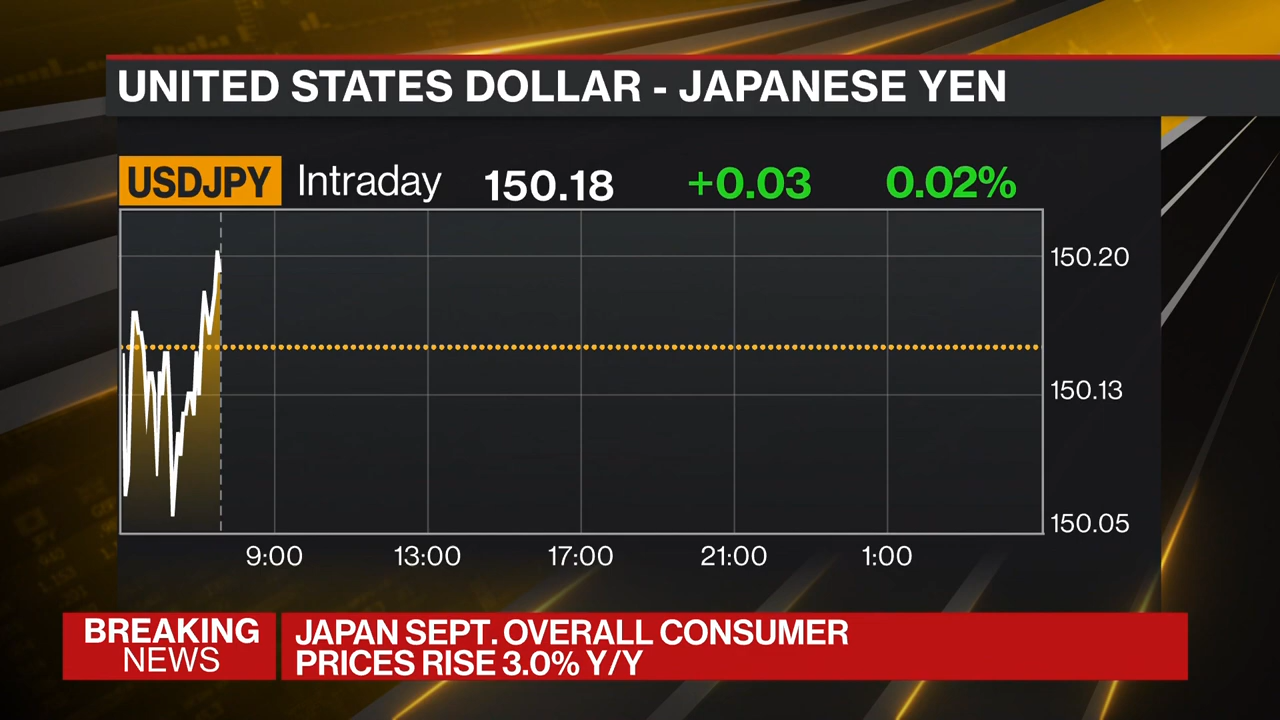 UNITED STATES DOLLAR - JAPANESE YEN
USDJPY Intraday 150.18 +0.03 0.02%
150.20
150.13
150.05
9:00 13:00 17:00 21:00 1:00
BREAKING
NEWS
JAPAN SEPT. OVERALL CONSUMER
PRICES RISE 3.0% Y/Y